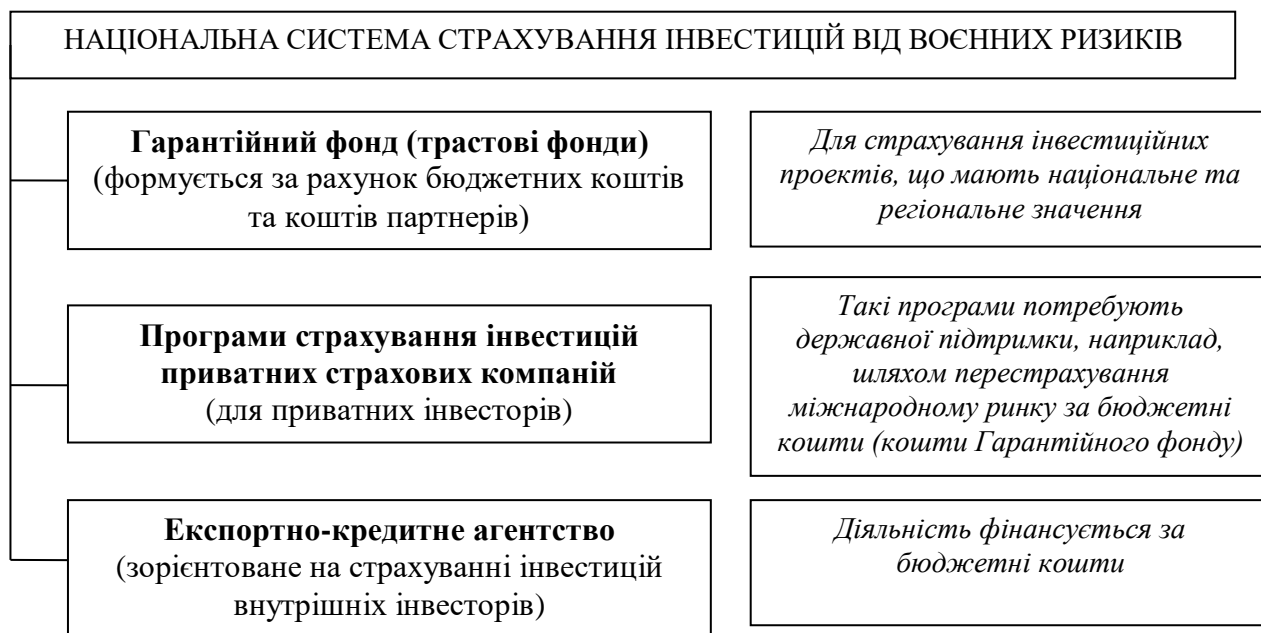 НАЦІОНАЛЬНА СИСТЕМА СТРАХУВАННЯ ІНВЕСТИЦІЙ ВІД ВОЄННИХ РИЗИКІВ
Гарантійний фонд (трастові фонди)
(формується за рахунок бюджетних коштів
та коштів партнерів)
Для страхування інвестиційних
проектів, що мають національне та
регіональне значення
Програми страхування інвестицій
приватних страхових компаній
(для приватних інвесторів)
Такі програми потребують
державної підтримки, наприклад,
шляхом перестрахування
міжнародному ринку за бюджетні
кошти (кошти Гарантійного фонду)
Експортно-кредитне агентство
(зорієнтоване на страхуванні інвестицій
внутрішніх інвесторів)
Діяльність фінансується за
бюджетні кошти